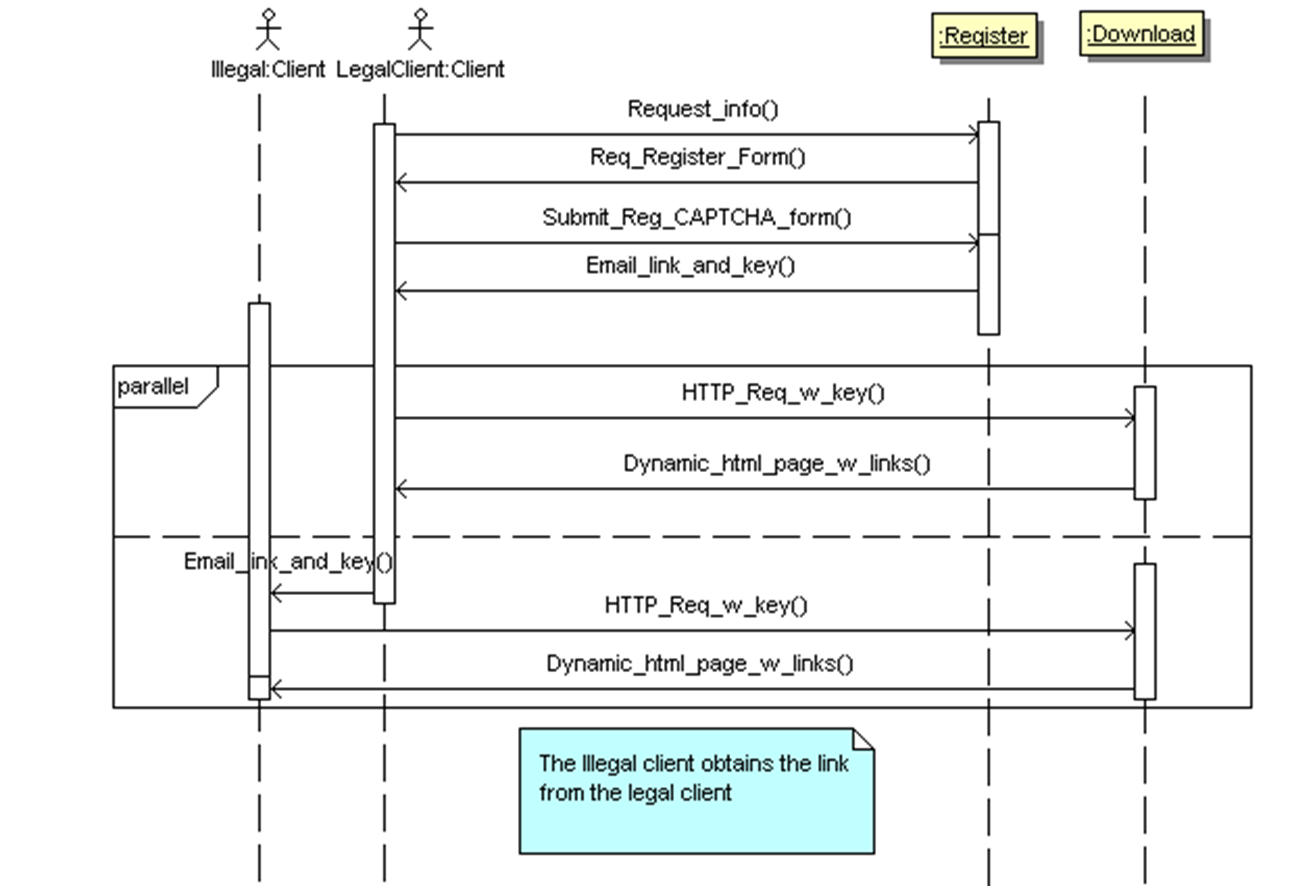 Illegal:Client LegalClient:Client :Register :Download
Request_info()
Req_Register_Form()
Submit_Reg_CAPTCHA_form()
Email_link_and_key()
parallel
HTTP_Req_w_key()
Dynamic_html_page_w_links()
Email_link_and_key()
HTTP_Req_w_key()
Dynamic_html_page_w_links()
The Illegal client obtains the link
from the legal client